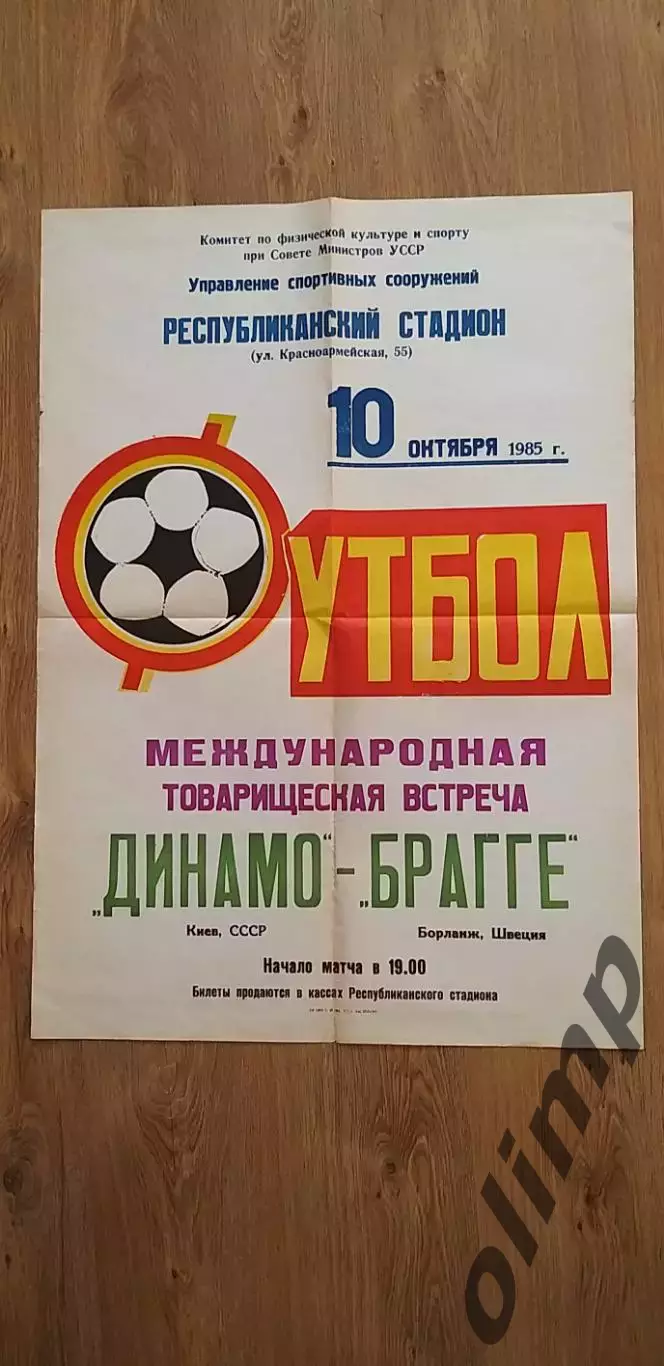 Комитет по физической культуре и спорту
при Совете Министров УССР
Управление спортивных сооружений
РЕСПУБЛИКАНСКИЙ СТАДИОН
(ул. Красноармейская, 55)
10 ОКТЯБРЯ 1985 г.
ФУТБОЛ
МЕЖДУНАРОДНАЯ
ТОВАРИЩЕСКАЯ ВСТРЕЧА
„ДИНАМО“ – „БРАГГЕ“
Киев, СССР Борланж, Швеция
Начало матча в 19.00
Билеты продаются в кассах Республиканского стадиона
olimp